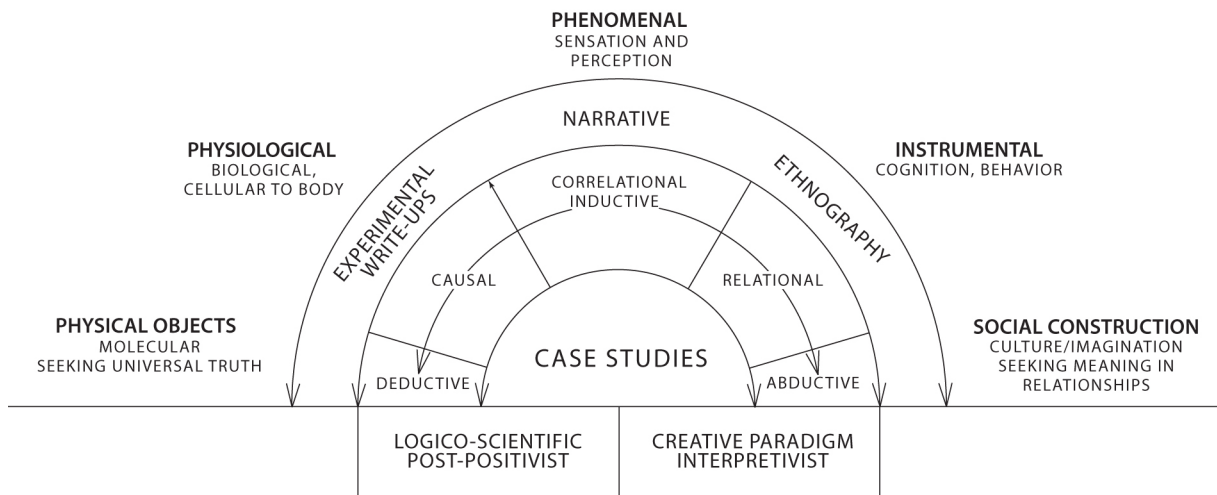 PHENOMENAL
SENSATION AND
PERCEPTION
NARRATIVE
PHYSIOLOGICAL
BIOLOGICAL,
CELLULAR TO BODY
INSTRUMENTAL
COGNITION, BEHAVIOR
EXPERIMENTAL
WRITE-UPS
ETHNOGRAPHY
CORRELATIONAL
INDUCTIVE
CAUSAL
RELATIONAL
PHYSICAL OBJECTS
MOLECULAR
SEEKING UNIVERSAL TRUTH
CASE STUDIES
SOCIAL CONSTRUCTION
CULTURE/IMAGINATION
SEEKING MEANING IN
RELATIONSHIPS
DEDUCTIVE
ABDUCTIVE
LOGICO-SCIENTIFIC
POST-POSITIVIST
CREATIVE PARADIGM
INTERPRETIVIST